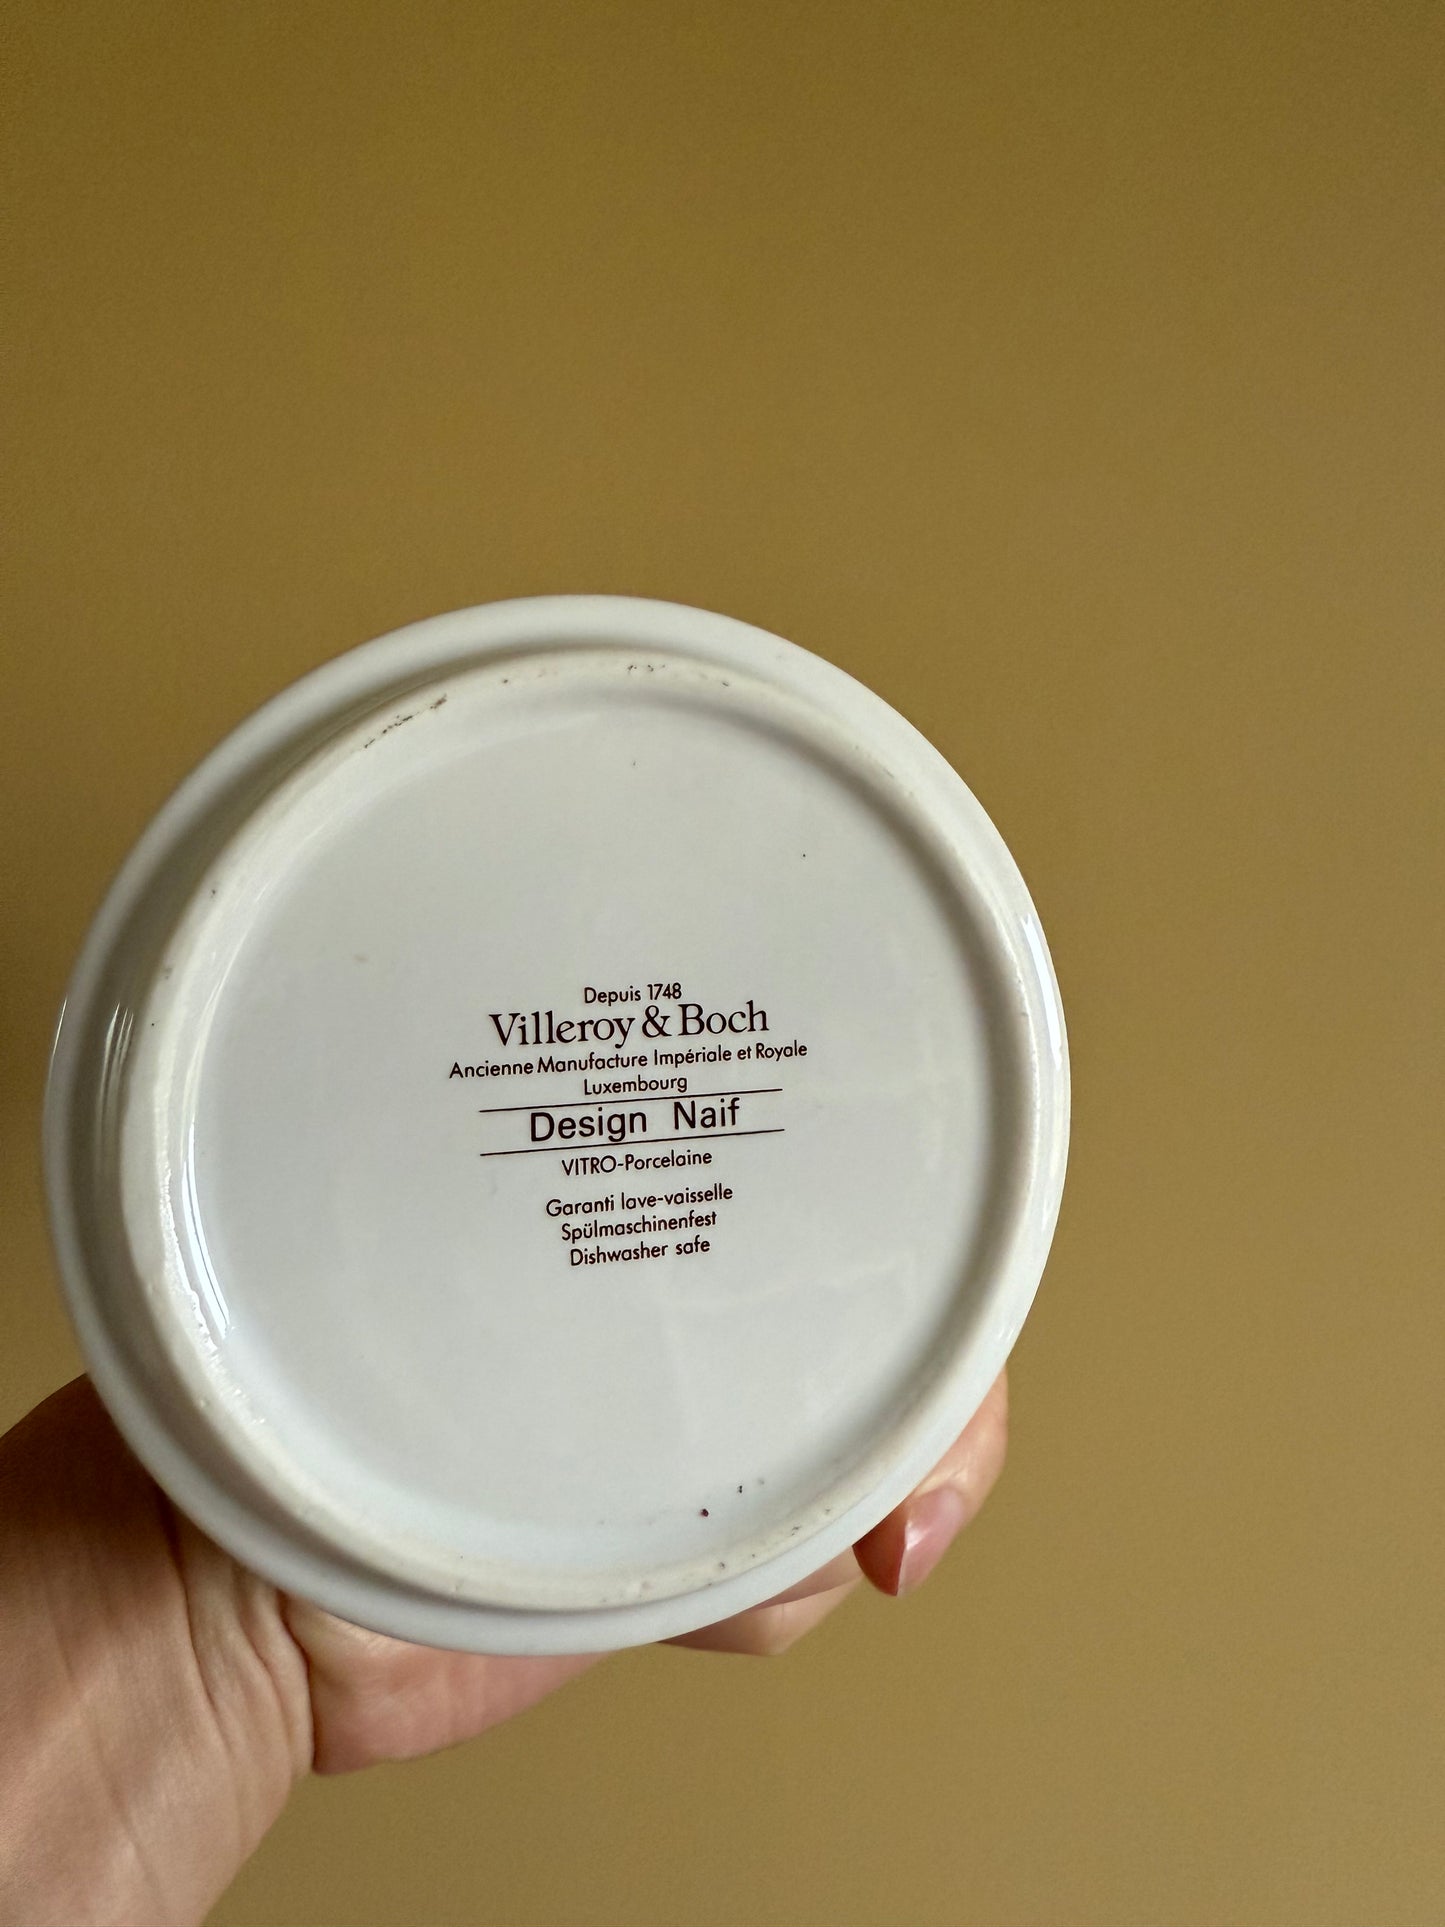 Depuis 1748
Villeroy & Boch
Ancienne Manufacture Impériale et Royale
Luxembourg
Design Naif
VITRO-Porcelaine
Garanti lave-vaisselle
Spülmaschinenfest
Dishwasher safe